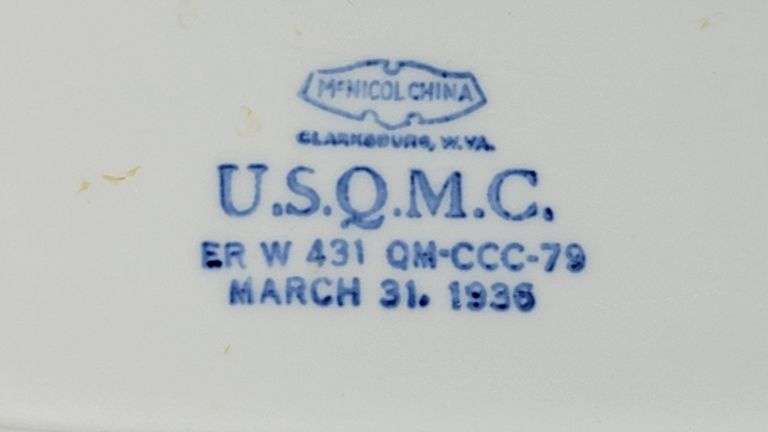 McNICOL CHINA
CLARKSBURG, W. VA.
U.S.Q.M.C.
ER W 431 QM-CCC-79
MARCH 31. 1936